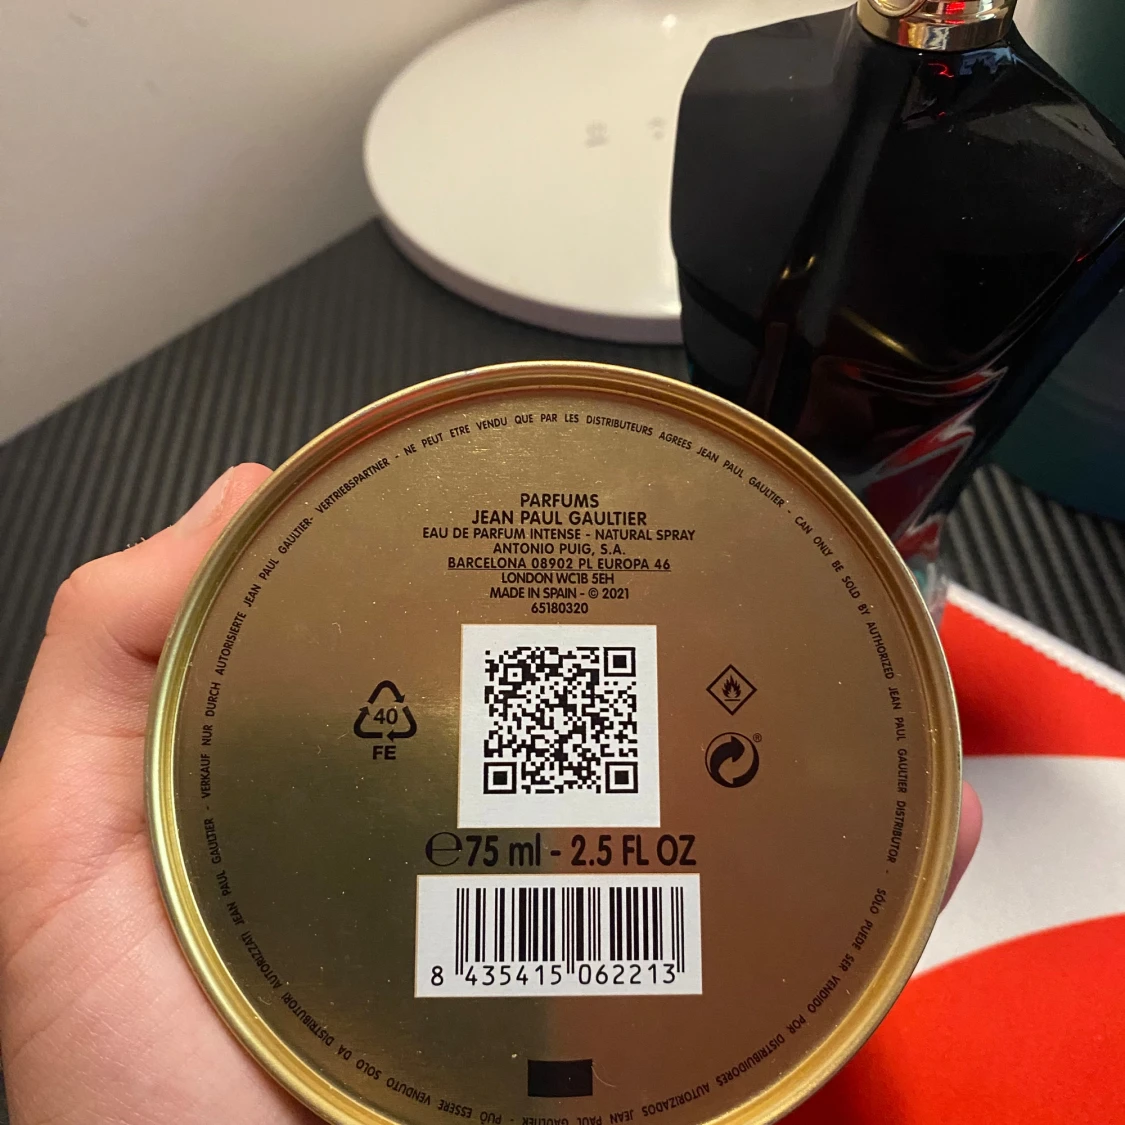 PARFUMS
JEAN PAUL GAULTIER
EAU DE PARFUM INTENSE - NATURAL SPRAY
ANTONIO PUIG, S.A.
BARCELONA 08902 PL EUROPA 46
LONDON WC1B 5EH
MADE IN SPAIN - © 2021
65180320
40
FE
®
℮75 ml - 2.5 FL OZ
8 435415 062213
NE PEUT ETRE VENDU QUE PAR LES DISTRIBUTEURS AGREES JEAN PAUL GAULTIER - CAN ONLY BE SOLD BY AUTHORIZED JEAN PAUL GAULTIER DISTRIBUTOR - SÓLO PUEDE SER VENDIDO POR DISTRIBUIDORES AUTORIZADOS JEAN PAUL GAULTIER - PUÒ ESSERE VENDUTO SOLO DA DISTRIBUTORI AUTORIZZATI JEAN PAUL GAULTIER - VERKAUF NUR DURCH AUTORISIERTE JEAN PAUL GAULTIER- VERTRIEBSPARTNER -